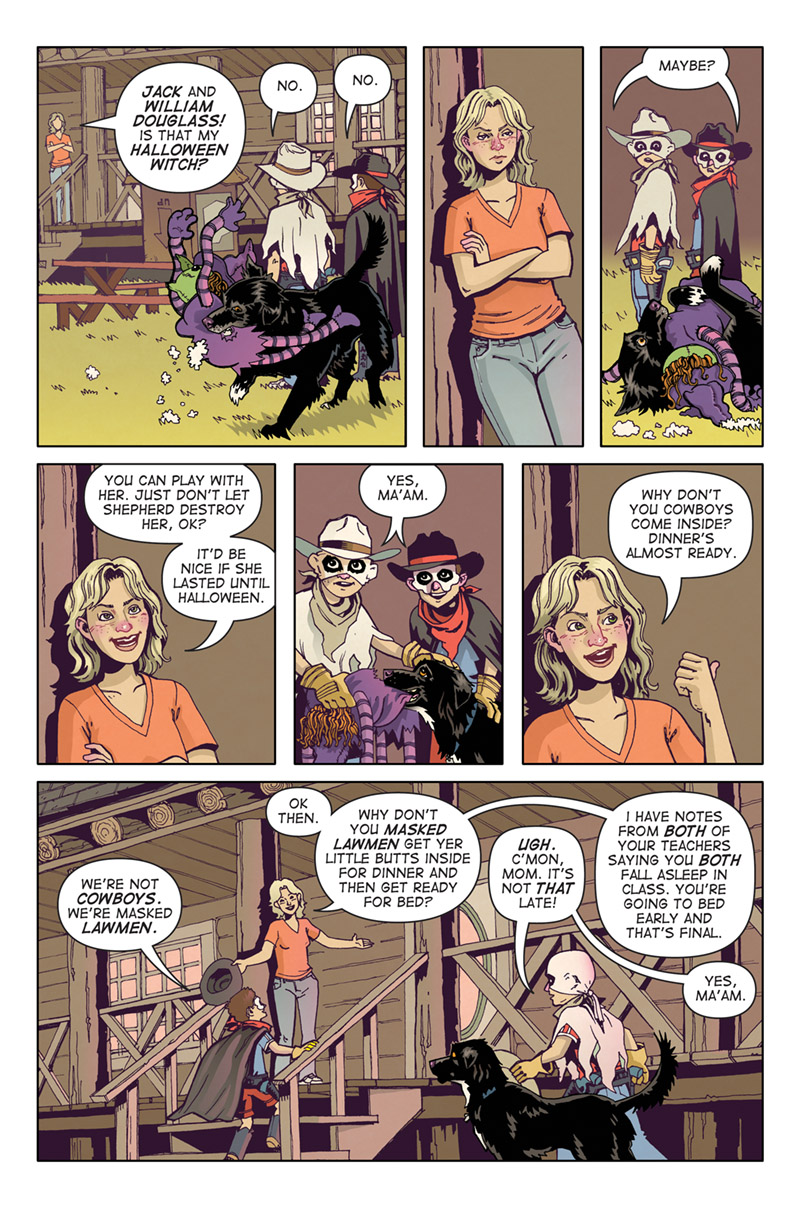 JACK AND
WILLIAM
DOUGLASS!
IS THAT MY
HALLOWEEN
WITCH?
NO.
NO.
MAYBE?
YOU CAN PLAY WITH
HER. JUST DON'T LET
SHEPHERD DESTROY
HER, OK?
IT'D BE
NICE IF SHE
LASTED UNTIL
HALLOWEEN.
YES,
MA'AM.
WHY DON'T
YOU COWBOYS
COME INSIDE?
DINNER'S
ALMOST READY.
WE'RE NOT
COWBOYS.
WE'RE MASKED
LAWMEN.
OK
THEN.
WHY DON'T
YOU MASKED
LAWMEN GET YER
LITTLE BUTTS INSIDE
FOR DINNER AND
THEN GET READY
FOR BED?
UGH.
C'MON,
MOM. IT'S
NOT THAT
LATE!
I HAVE NOTES
FROM BOTH OF
YOUR TEACHERS
SAYING YOU BOTH
FALL ASLEEP IN
CLASS. YOU'RE
GOING TO BED
EARLY AND
THAT'S FINAL.
YES,
MA'AM.